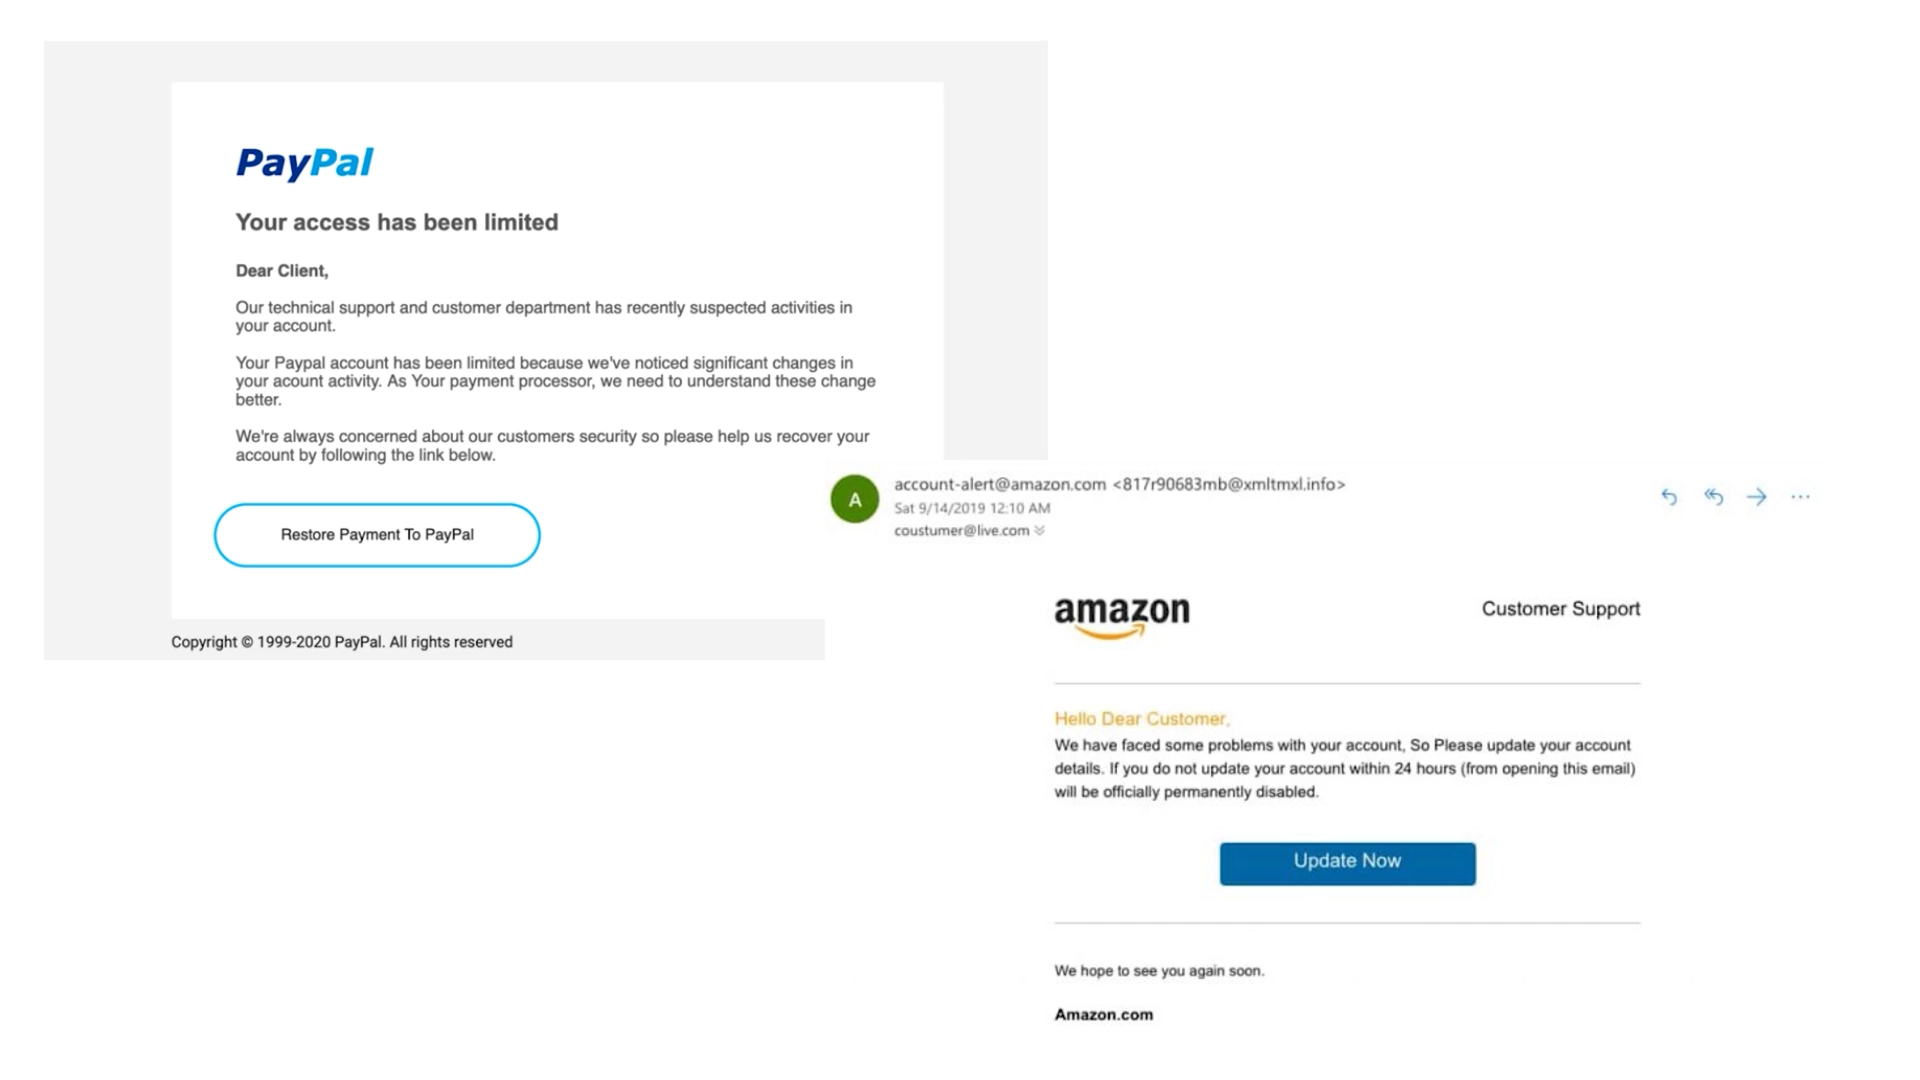 PayPal
Your access has been limited
Dear Client,
Our technical support and customer department has recently suspected activities in
your account.
Your Paypal account has been limited because we've noticed significant changes in
your acount activity. As Your payment processor, we need to understand these change
better.
We're always concerned about our customers security so please help us recover your
account by following the link below.
Restore Payment To PayPal
Copyright © 1999-2020 PayPal. All rights reserved
A
account-alert@amazon.com <817r90683mb@xmltmxl.info>
Sat 9/14/2019 12:10 AM
coustumer@live.com
amazon
Customer Support
Hello Dear Customer,
We have faced some problems with your account, So Please update your account
details. If you do not update your account within 24 hours (from opening this email)
will be officially permanently disabled.
Update Now
We hope to see you again soon.
Amazon.com